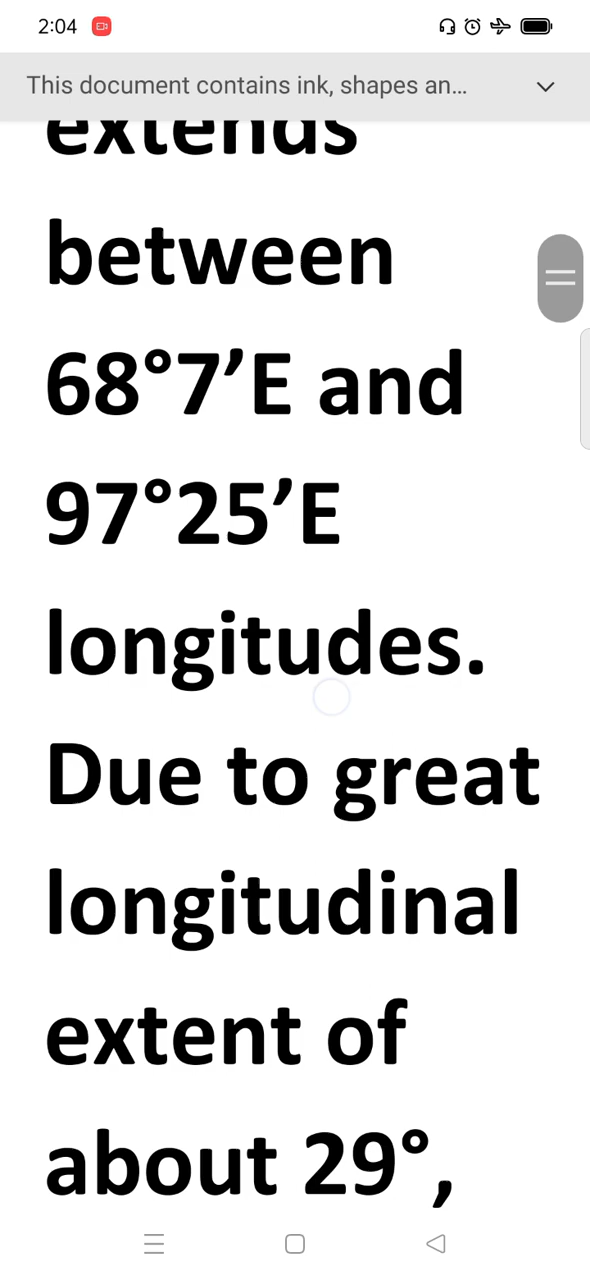 2:04
This document contains ink, shapes an...
extends
between
68°7’E and
97°25’E
longitudes.
Due to great
longitudinal
extent of
about 29°,